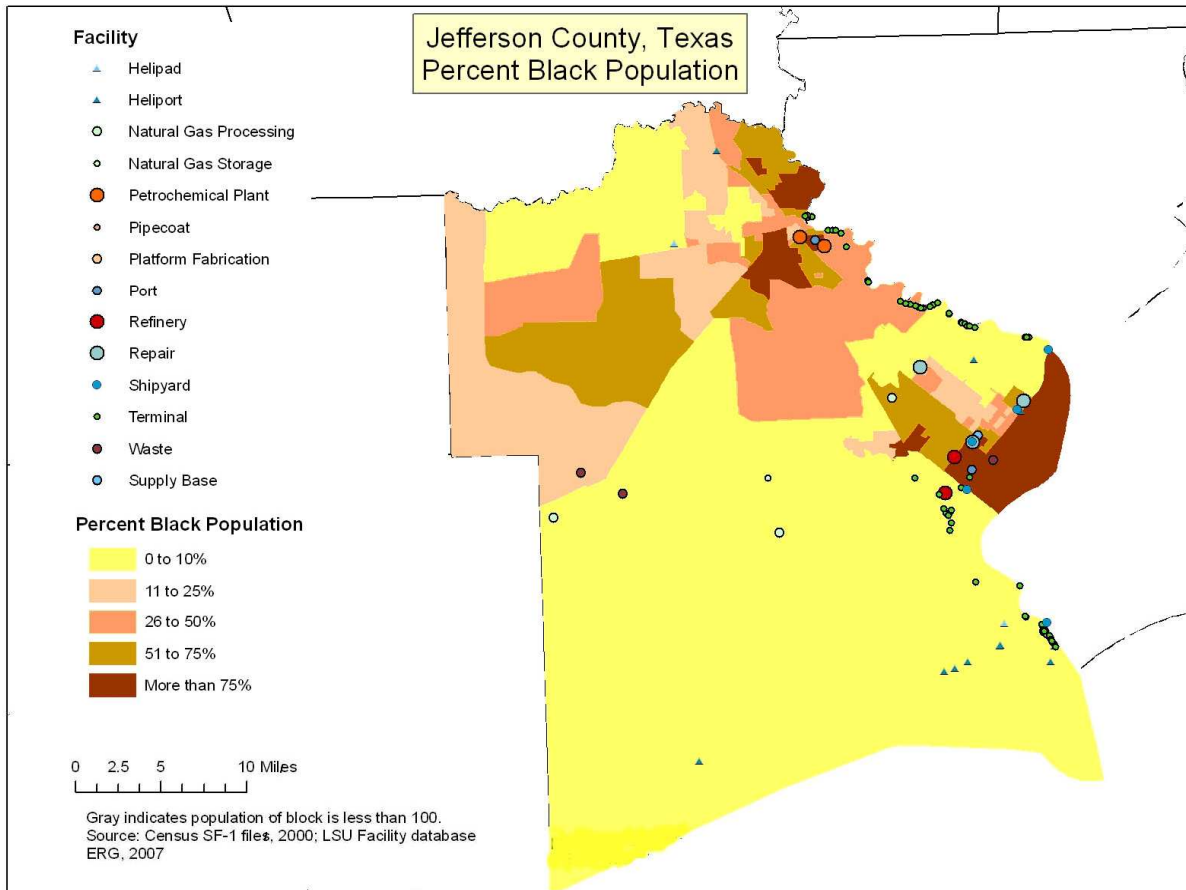 Jefferson County, Texas
Percent Black Population
Facility
Helipad
Heliport
Natural Gas Processing
Natural Gas Storage
Petrochemical Plant
Pipecoat
Platform Fabrication
Port
Refinery
Repair
Shipyard
Terminal
Waste
Supply Base
Percent Black Population
0 to 10%
11 to 25%
26 to 50%
51 to 75%
More than 75%
0 2.5 5 10 Miles
Gray indicates population of block is less than 100.
Source: Census SF-1 files, 2000; LSU Facility database
ERG, 2007